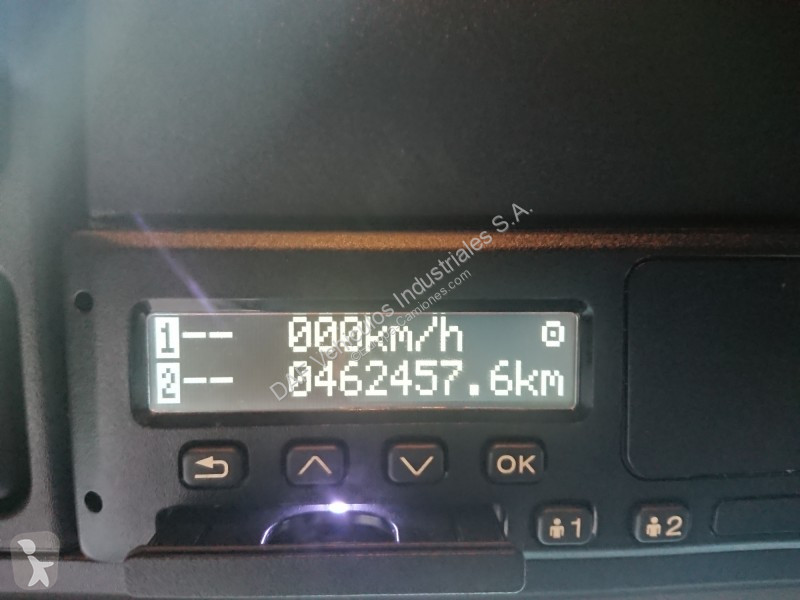 1-- 000km/h
2-- 0462457.6km
OK
1 2
DAF Vehículos Industriales S.A.